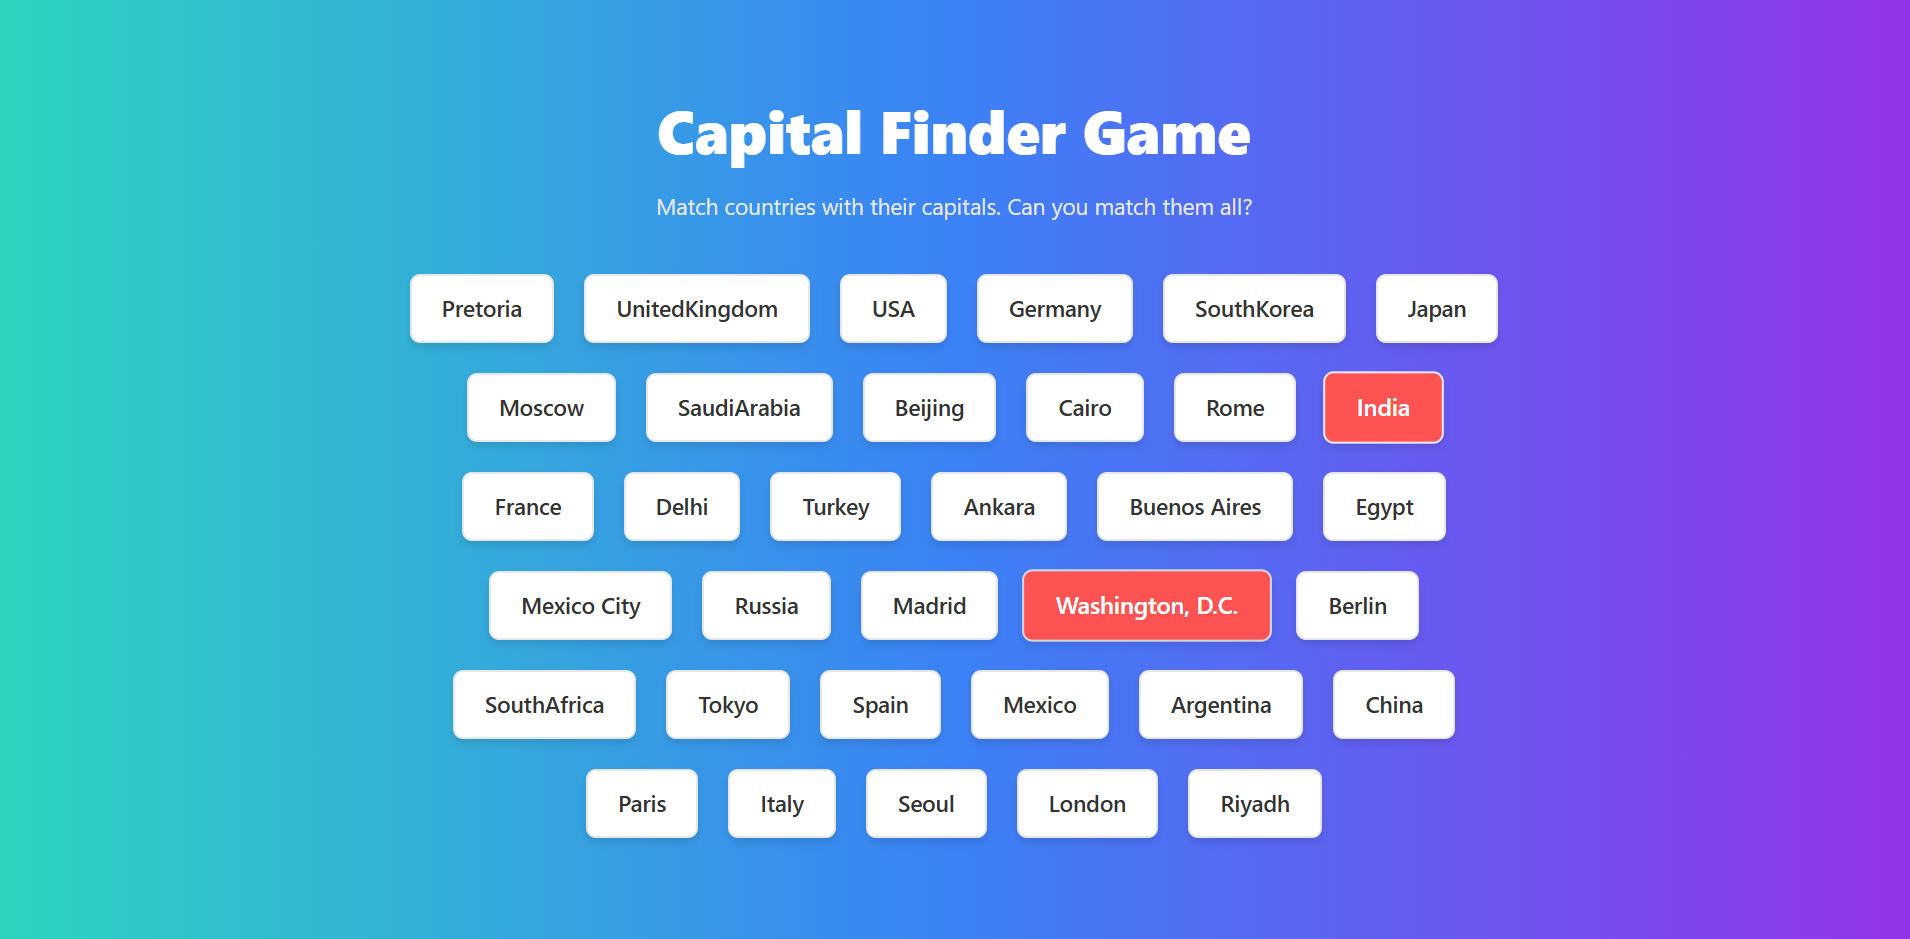 Capital Finder Game
Match countries with their capitals. Can you match them all?
Pretoria UnitedKingdom USA Germany SouthKorea Japan
Moscow SaudiArabia Beijing Cairo Rome India
France Delhi Turkey Ankara Buenos Aires Egypt
Mexico City Russia Madrid Washington, D.C. Berlin
SouthAfrica Tokyo Spain Mexico Argentina China
Paris Italy Seoul London Riyadh